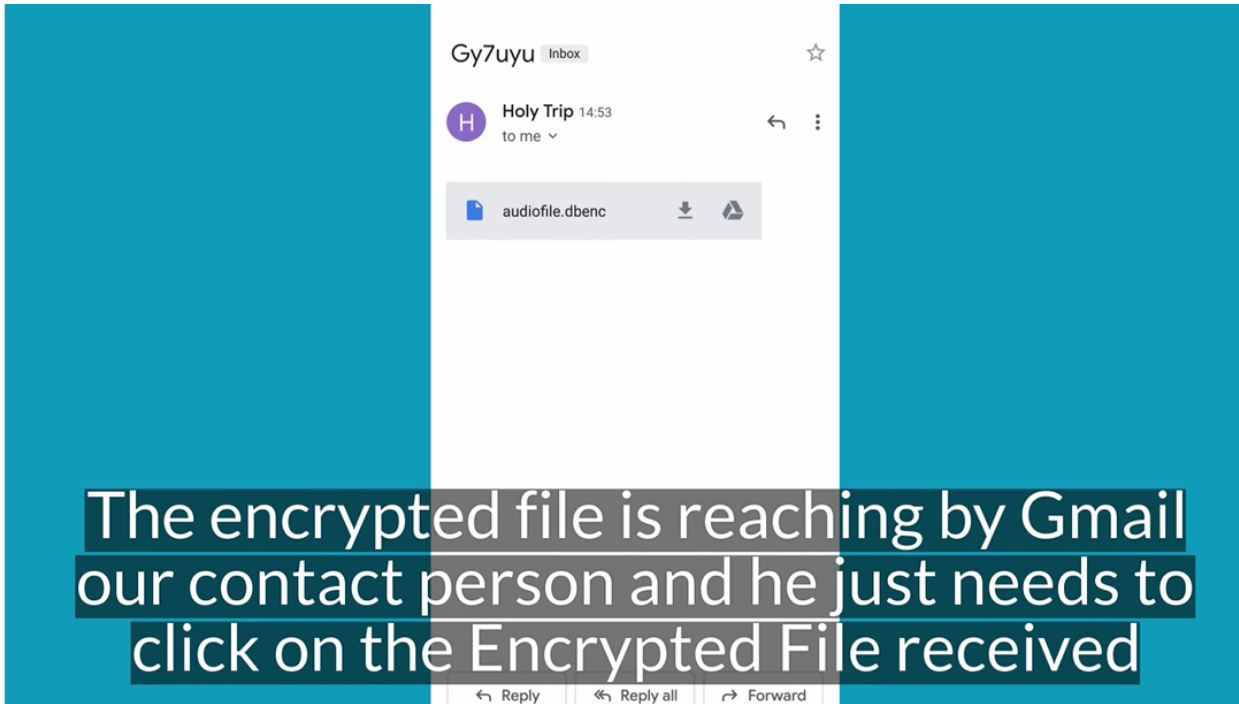 Gy7uyu Inbox
H
Holy Trip 14:53
to me
audiofile.dbenc
The encrypted file is reaching by Gmail
our contact person and he just needs to
click on the Encrypted File received
Reply Reply all Forward